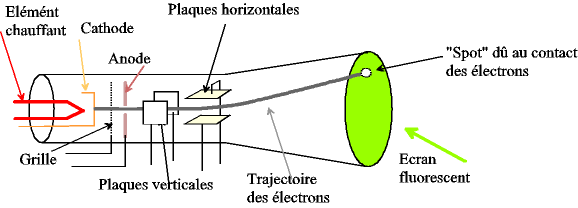 Elémént
chauffant
Cathode
Anode
Plaques horizontales
"Spot" dû au contact
des électrons
Grille
Plaques verticales
Trajectoire
des électrons
Ecran
fluorescent